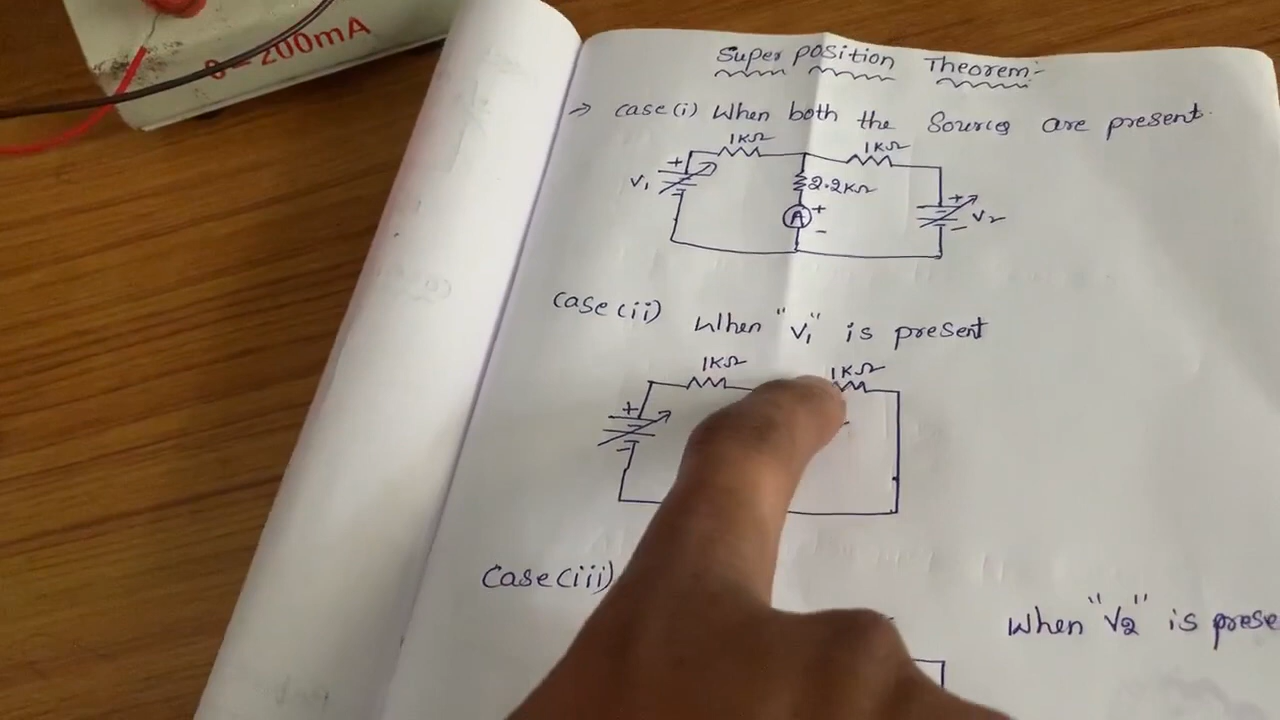 0-200mA
Super position Theorem:-
→ case(i) When both the Sources are present.
1KΩ 1KΩ
V₁ + 2.2KΩ +
A + - - V₂
case(ii) When "V₁" is present
1KΩ 1KΩ
+
-
Case(iii) When "V₂" is prese